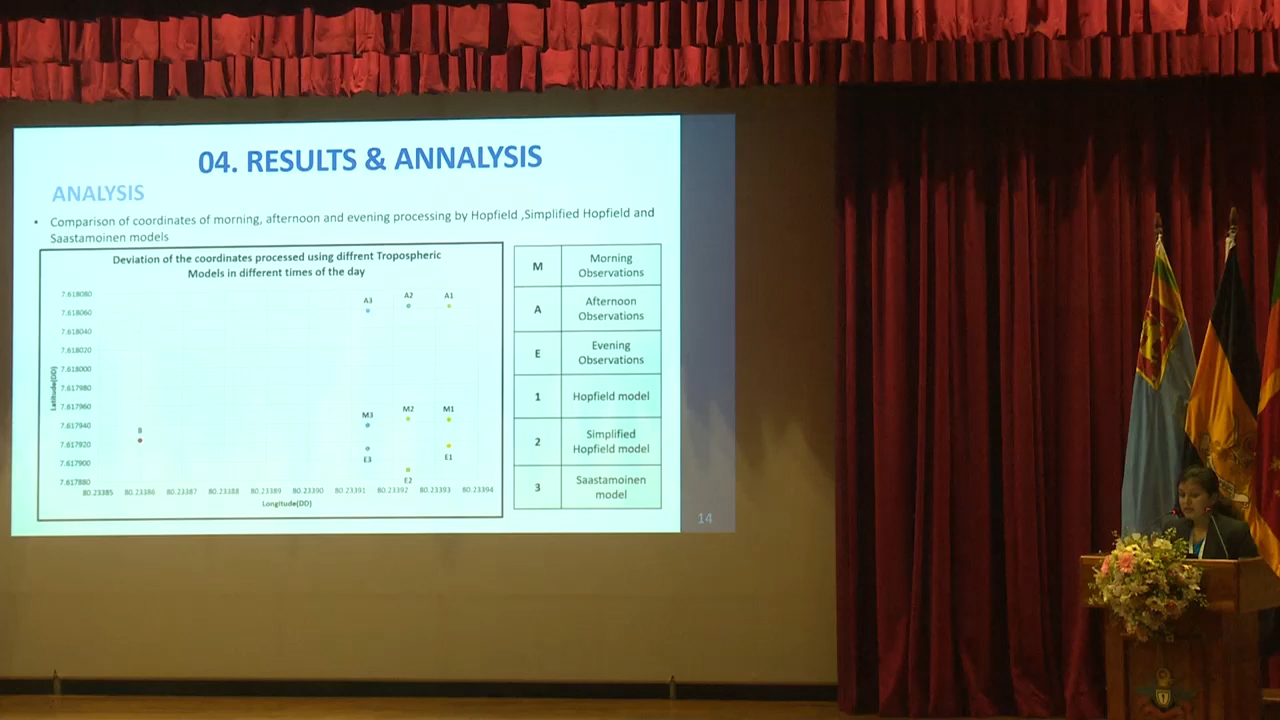 04. RESULTS & ANNALYSIS
ANALYSIS
• Comparison of coordinates of morning, afternoon and evening processing by Hopfield ,Simplified Hopfield and
Saastamoinen models
Deviation of the coordinates processed using diffrent Tropospheric
Models in different times of the day
7.618080
7.618060
7.618040
7.618020
7.618000
7.617980
7.617960
7.617940
7.617920
7.617900
7.617880
Latitude(DD)
A3 A2 A1
M3 M2 M1
B
E3 E1
E2
80.23385 80.23386 80.23387 80.23388 80.23389 80.23390 80.23391 80.23392 80.23393 80.23394
Longitude(DD)
M Morning
Observations
A Afternoon
Observations
E Evening
Observations
1 Hopfield model
2 Simplified
Hopfield model
3 Saastamoinen
model
14